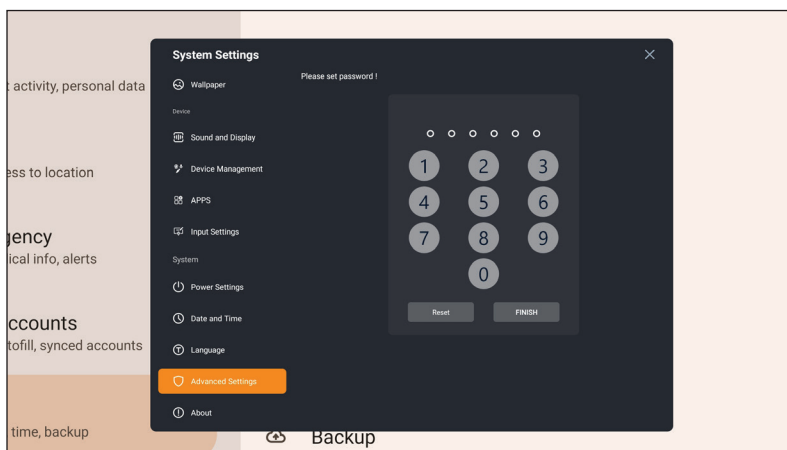 System Settings
Wallpaper
Device
Sound and Display
Device Management
APPS
Input Settings
System
Power Settings
Date and Time
Language
Advanced Settings
About
Please set password !
1 2 3
4 5 6
7 8 9
0
Reset FINISH
activity, personal data
ess to location
gency
ical info, alerts
ccounts
tofill, synced accounts
time, backup
Backup